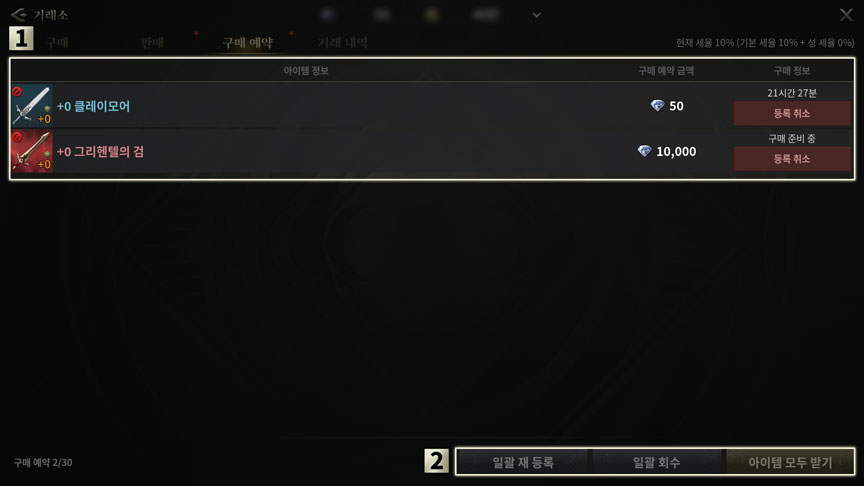 거래소
1
구매 판매 구매 예약 거래 내역
현재 세율 10% (기본 세율 10% + 성 세율 0%)
아이템 정보 구매 예약 금액 구매 정보
+0 +0 클레이모어 50 21시간 27분
등록 취소
+0 +0 그리헨텔의 검 10,000 구매 준비 중
등록 취소
구매 예약 2/30
2
일괄 재 등록 일괄 회수 아이템 모두 받기